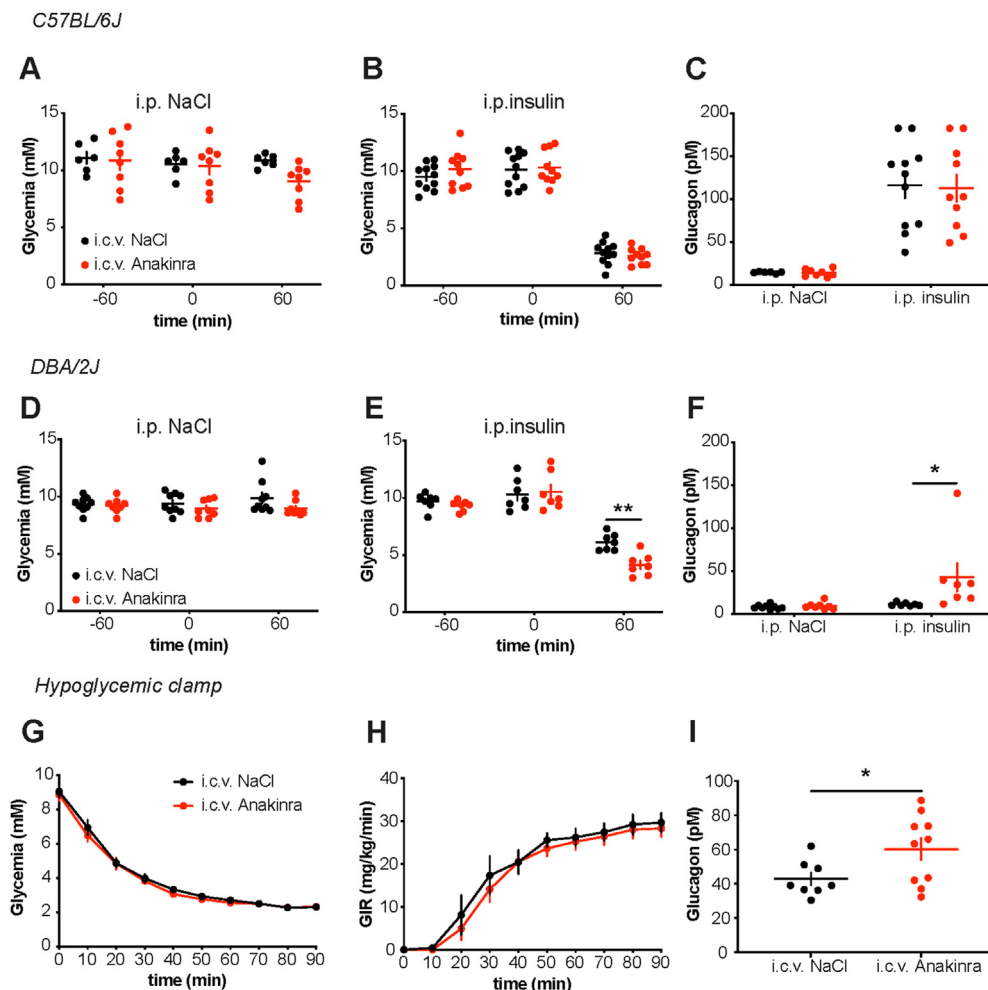 C57BL/6J
A
B
C
i.p. NaCl
i.p.insulin
Glycemia (mM)
15
10
5
0
i.c.v. NaCl
i.c.v. Anakinra
-60
0
60
time (min)
Glycemia (mM)
15
10
5
0
-60
0
60
time (min)
Glucagon (pM)
200
150
100
50
0
i.p. NaCl
i.p. insulin
DBA/2J
D
E
F
i.p. NaCl
i.p.insulin
Glycemia (mM)
15
10
5
0
i.c.v. NaCl
i.c.v. Anakinra
-60
0
60
time (min)
Glycemia (mM)
15
10
5
0
**
-60
0
60
time (min)
Glucagon (pM)
200
150
100
50
0
*
i.p. NaCl
i.p. insulin
Hypoglycemic clamp
G
H
I
Glycemia (mM)
10
8
6
4
2
0
i.c.v. NaCl
i.c.v. Anakinra
0 10 20 30 40 50 60 70 80 90
time (min)
GIR (mg/kg/min)
40
30
20
10
0
0 10 20 30 40 50 60 70 80 90
time (min)
Glucagon (pM)
100
80
60
40
20
0
*
i.c.v. NaCl
i.c.v. Anakinra